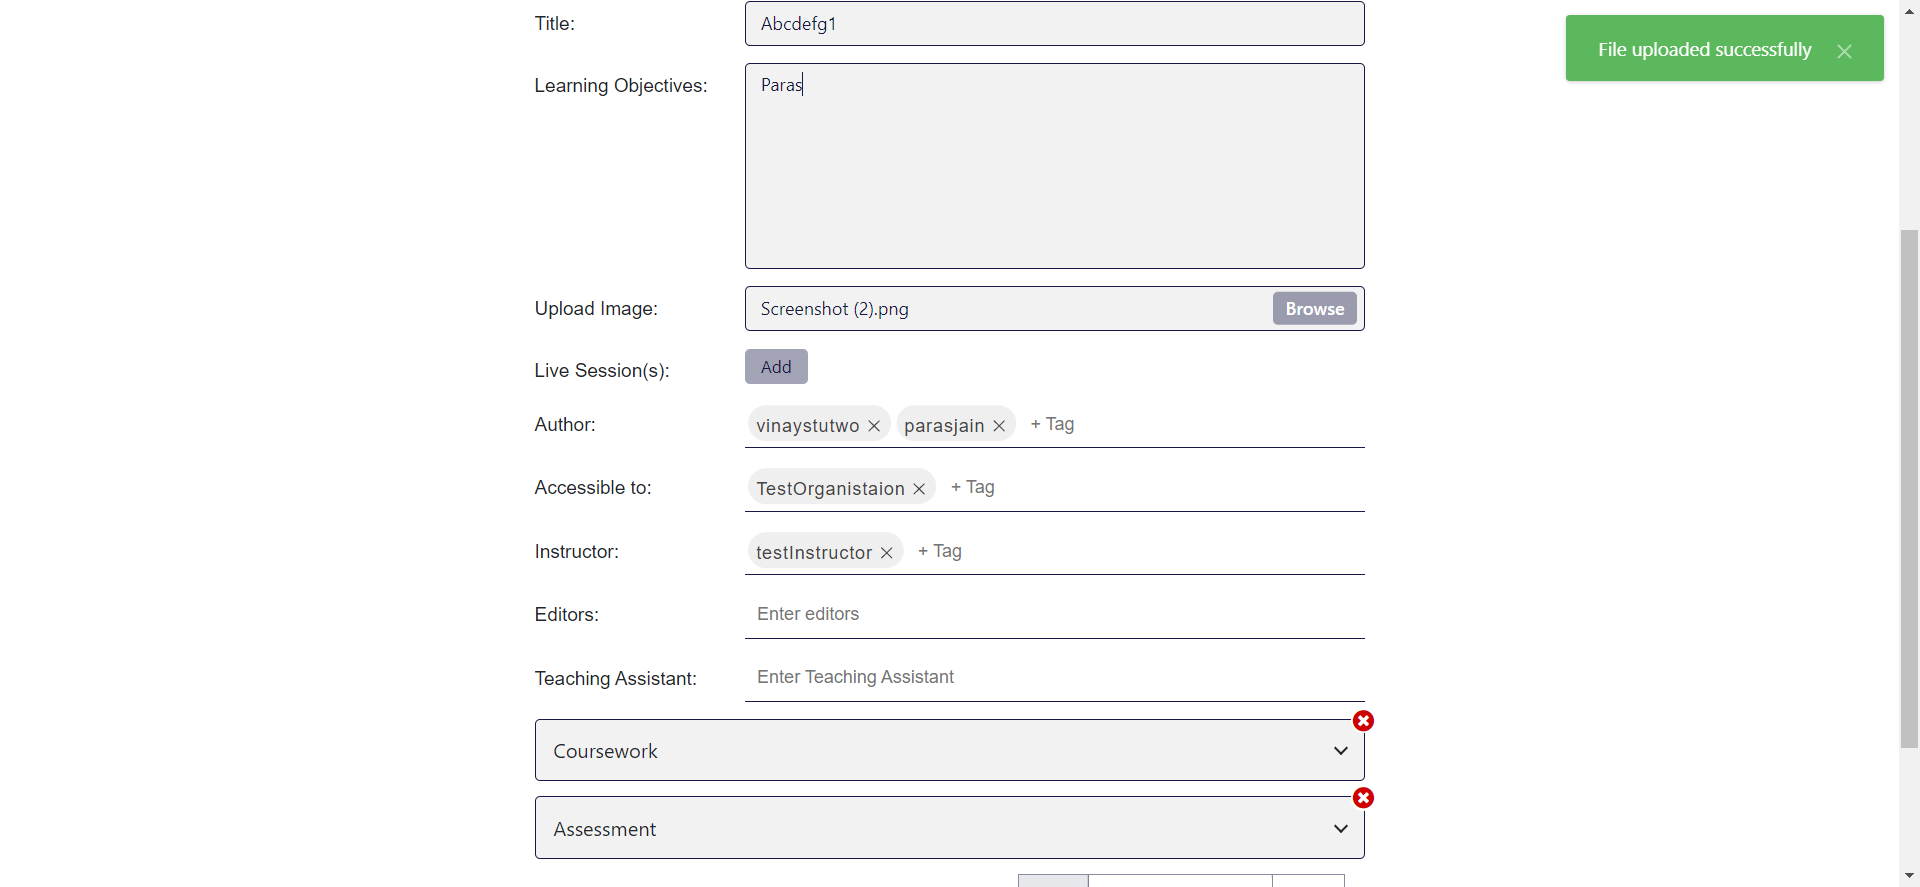 Title: Abcdefg1
File uploaded successfully
Learning Objectives: Paras
Upload Image: Screenshot (2).png Browse
Live Session(s): Add
Author: vinaystutwo parasjain + Tag
Accessible to: TestOrganistaion + Tag
Instructor: testInstructor + Tag
Editors: Enter editors
Teaching Assistant: Enter Teaching Assistant
Coursework
Assessment